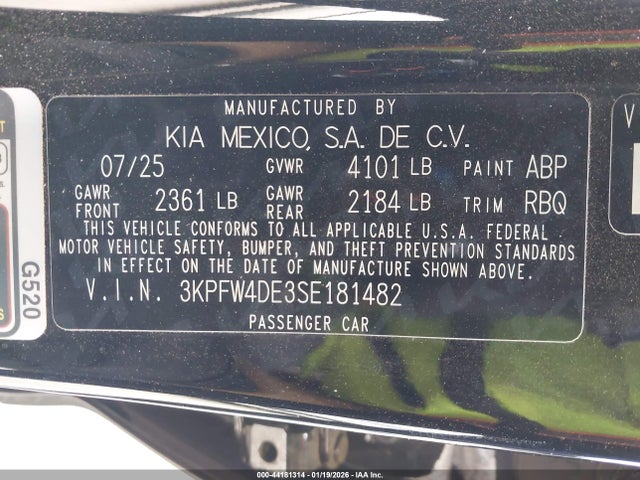 MANUFACTURED BY
KIA MEXICO, S.A. DE C.V.
07/25 GVWR 4101 LB PAINT ABP
GAWR FRONT 2361 LB GAWR REAR 2184 LB TRIM RBQ
THIS VEHICLE CONFORMS TO ALL APPLICABLE U.S.A. FEDERAL
MOTOR VEHICLE SAFETY, BUMPER, AND THEFT PREVENTION STANDARDS
IN EFFECT ON THE DATE OF MANUFACTURE SHOWN ABOVE.
V.I.N. 3KPFW4DE3SE181482
PASSENGER CAR
G520
V
000-44181314 - 01/19/2026 - IAA Inc.